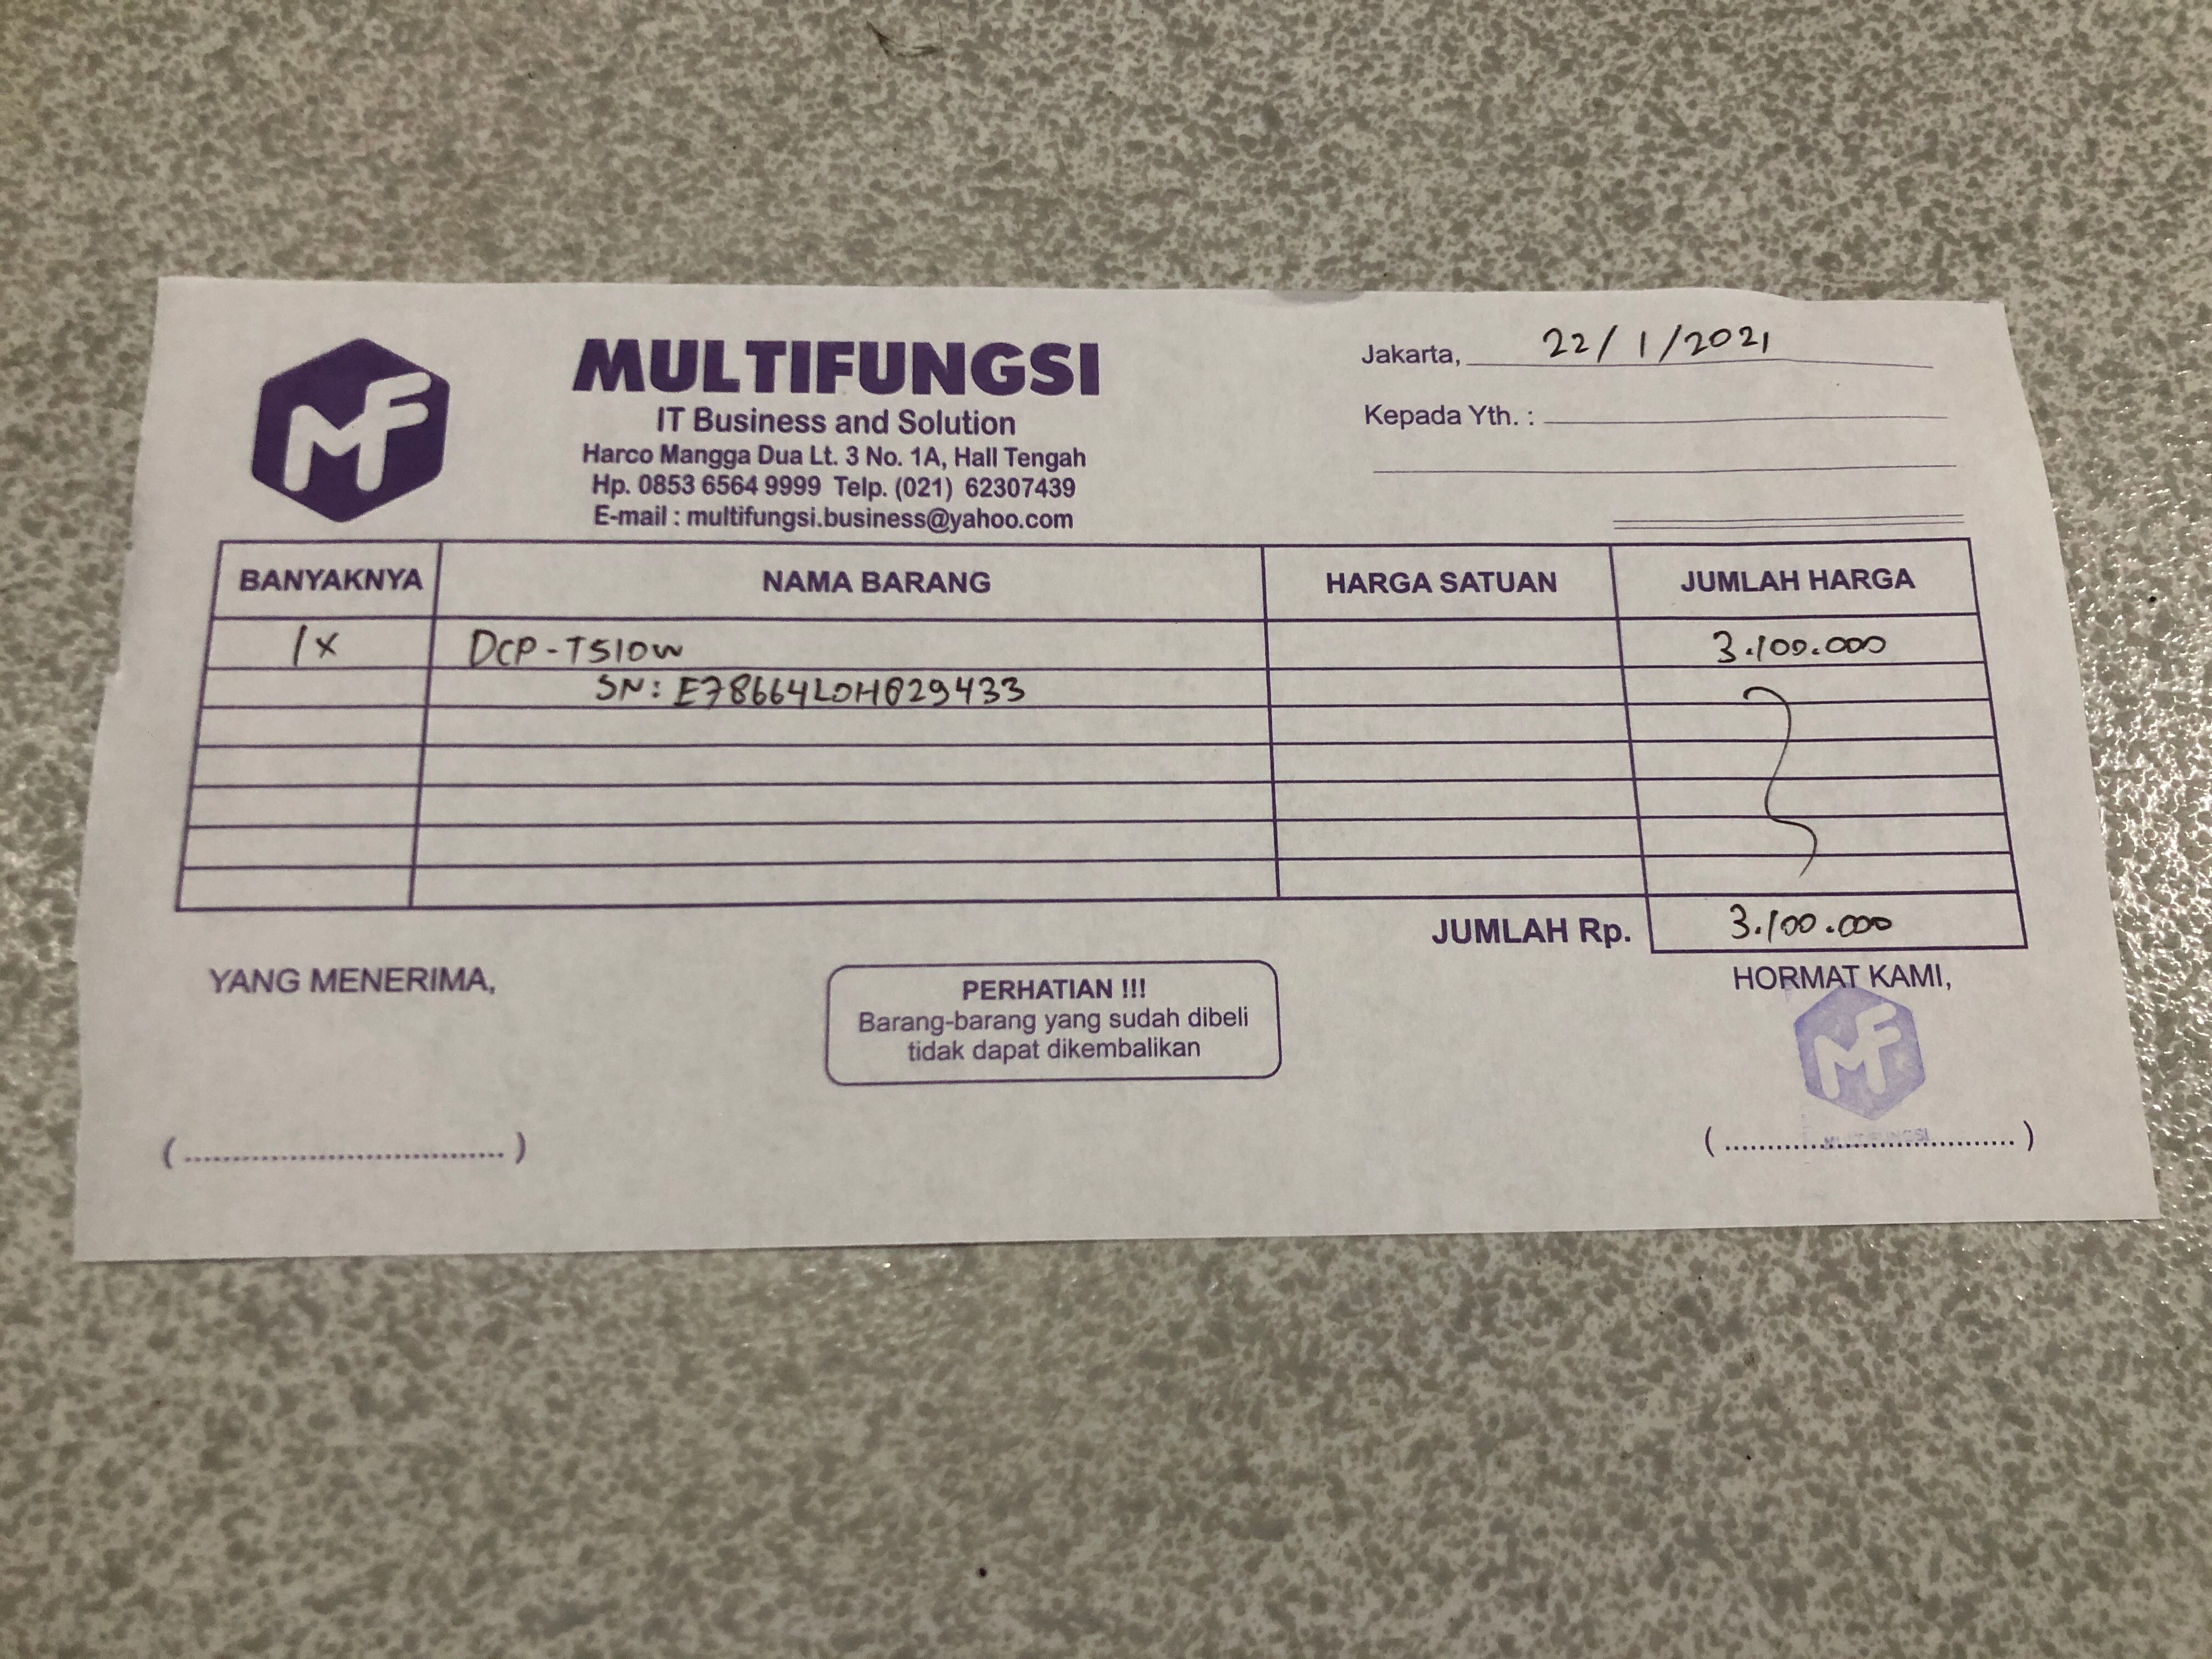 MF
MULTIFUNGSI
IT Business and Solution
Harco Mangga Dua Lt. 3 No. 1A, Hall Tengah
Hp. 0853 6564 9999 Telp. (021) 62307439
E-mail : multifungsi.business@yahoo.com
Jakarta, 22/1/2021
Kepada Yth. :
BANYAKNYA NAMA BARANG HARGA SATUAN JUMLAH HARGA
1x DCP-T510W 3.100.000
SN: E78664L0H029433
JUMLAH Rp. 3.100.000
YANG MENERIMA,
PERHATIAN !!!
Barang-barang yang sudah dibeli
tidak dapat dikembalikan
HORMAT KAMI,
MF
MULTIFUNGSI
(................................)
(................................)